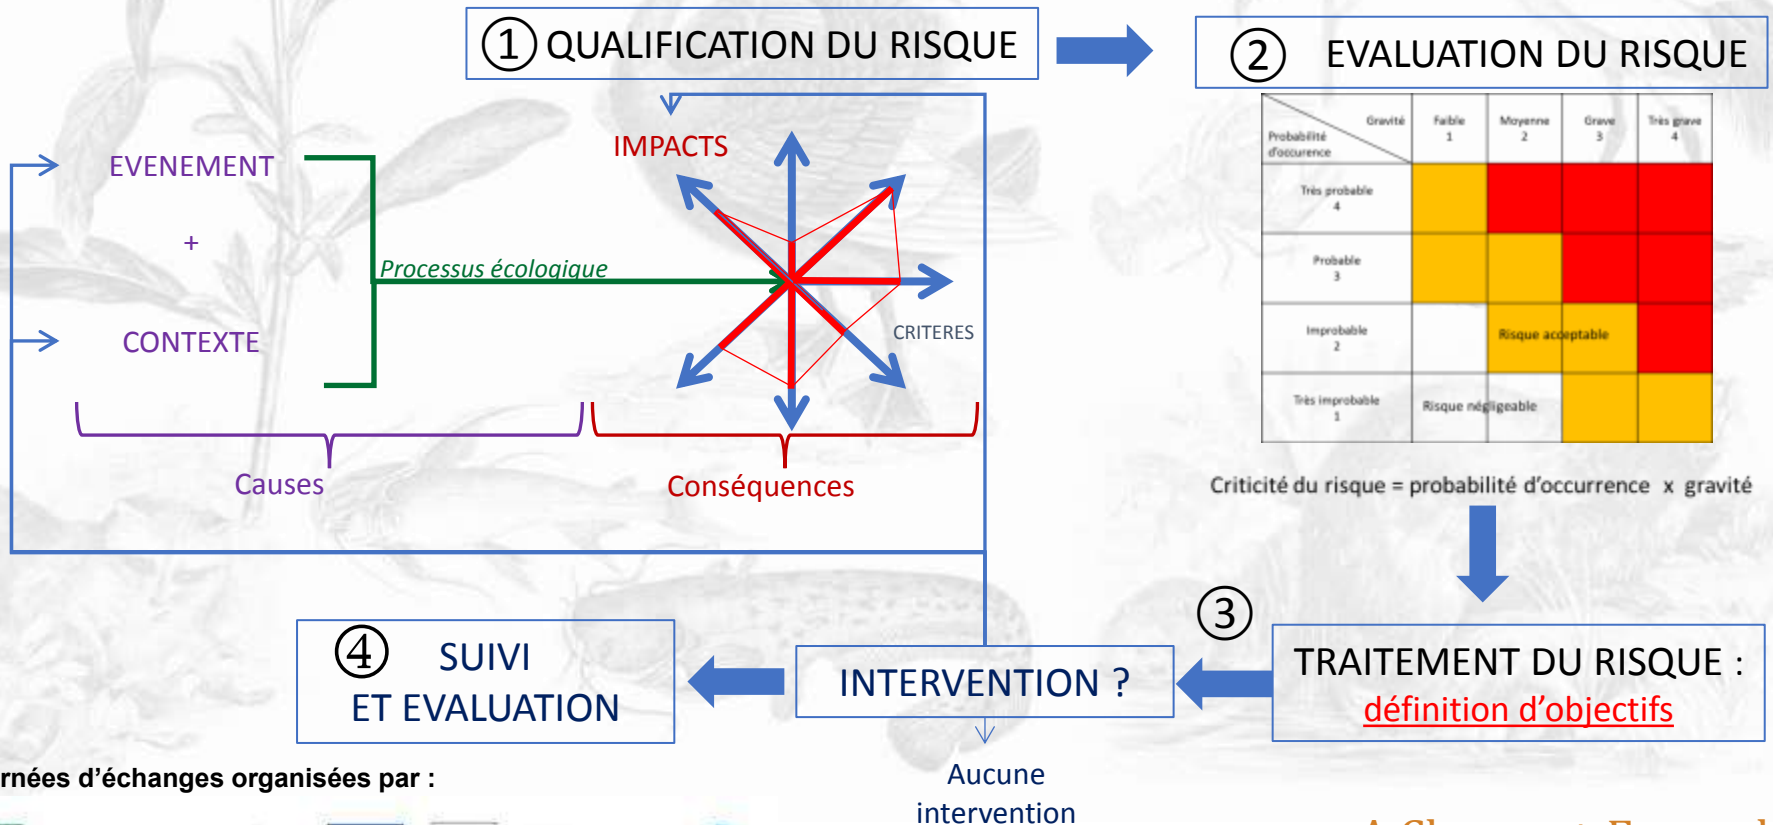 ① QUALIFICATION DU RISQUE
② EVALUATION DU RISQUE
IMPACTS
EVENEMENT
+
CONTEXTE
Processus écologique
CRITERES
Causes
Conséquences
Gravité
Probabilité
d'occurence
Faible
1
Moyenne
2
Grave
3
Très grave
4
Très probable
4
Probable
3
Improbable
2
Risque acceptable
Très improbable
1
Risque négligeable
Criticité du risque = probabilité d'occurrence x gravité
③
TRAITEMENT DU RISQUE :
définition d'objectifs
INTERVENTION ?
Aucune
intervention
④ SUIVI
ET EVALUATION
rnées d'échanges organisées par :